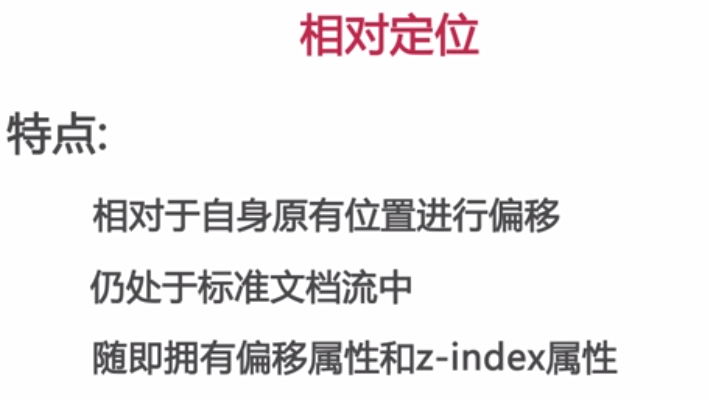 相对定位
特点:
相对于自身原有位置进行偏移
仍处于标准文档流中
随即拥有偏移属性和z-index属性